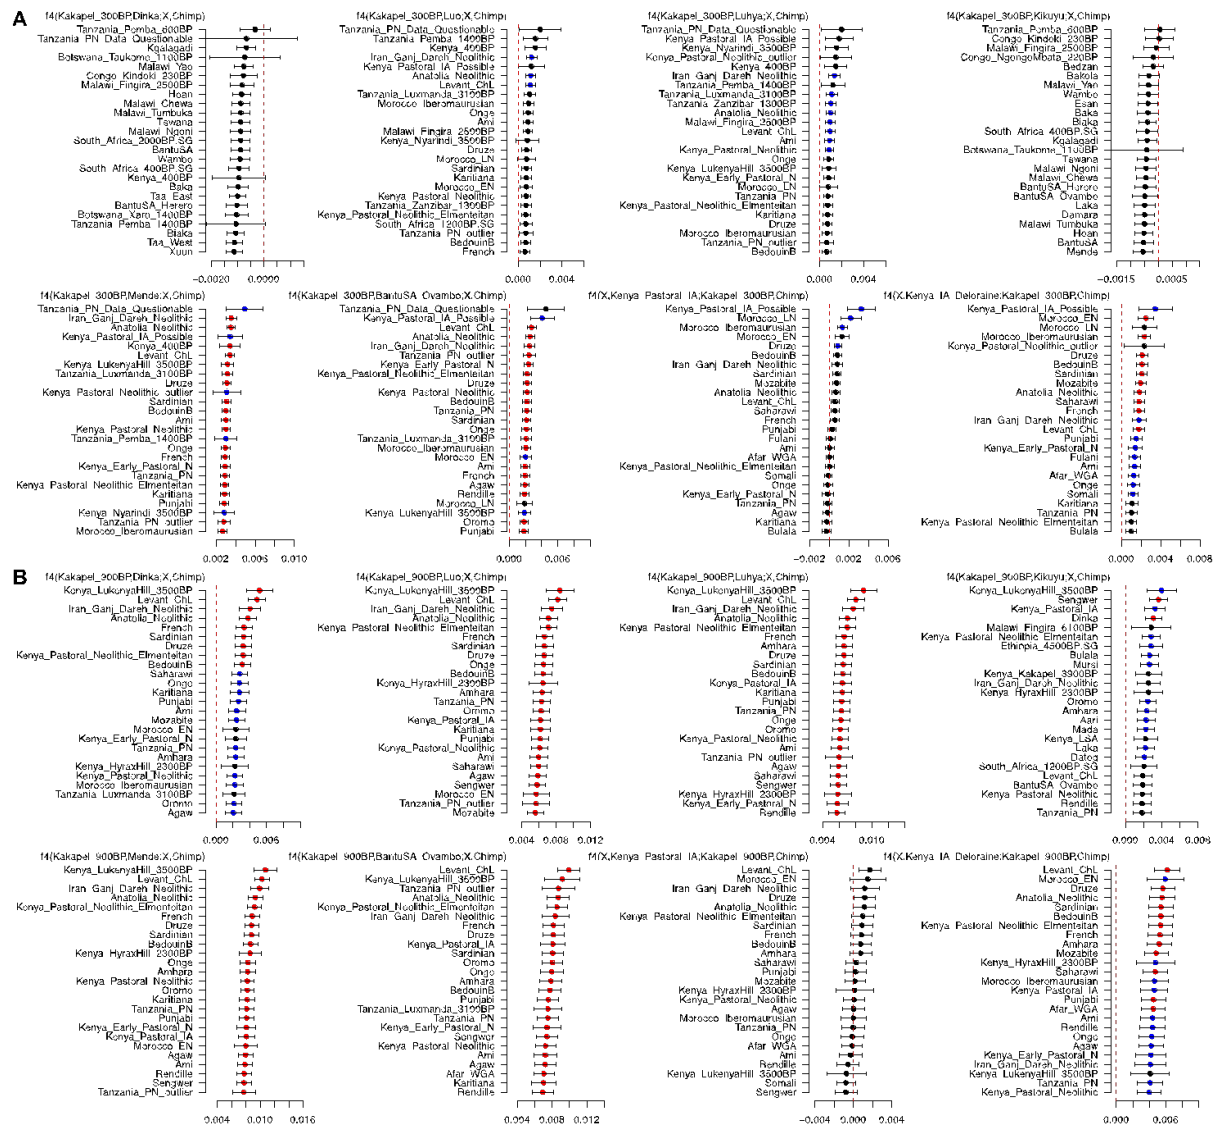 A
f4(Kakapel_300BP,Dinka;X,Chimp)
Tanzania_Pemba_600BP
Tanzania_PN_Data_Questionable
Kgalagadi
Botswana_Taukome_1100BP
Malawi_Yao
Congo_Kindoki_230BP
Malawi_Fingira_2500BP
Hoan
Malawi_Chewa
Malawi_Tumbuka
Tswana
Malawi_Ngoni
South_Africa_2000BP.SG
BantuSA
Wambo
South_Africa_400BP.SG
Kenya_400BP
Baka
Taa_East
BantuSA_Herero
Botswana_Xaro_1400BP
Tanzania_Pemba_1400BP
Biaka
Taa_West
Xuun
−0.0020 0.0005
f4(Kakapel_300BP,Luo;X,Chimp)
Tanzania_PN_Data_Questionable
Tanzania_Pemba_1400BP
Kenya_400BP
Iran_Ganj_Dareh_Neolithic
Kenya_Pastoral_IA_Possible
Anatolia_Neolithic
Levant_ChL
Tanzania_Luxmanda_3100BP
Morocco_Iberomaurusian
Onge
Ami
Malawi_Fingira_2500BP
Kenya_Nyarindi_3500BP
Druze
Morocco_LN
Sardinian
Karitiana
Morocco_EN
Kenya_Pastoral_Neolithic
Tanzania_Zanzibar_1300BP
Kenya_Pastoral_Neolithic_Elmenteitan
South_Africa_1200BP.SG
Tanzania_PN_outlier
BedouinB
French
0.000 0.004
f4(Kakapel_300BP,Luhya;X,Chimp)
Tanzania_PN_Data_Questionable
Kenya_Pastoral_IA_Possible
Kenya_Nyarindi_3500BP
Kenya_Pastoral_Neolithic_outlier
Kenya_400BP
Iran_Ganj_Dareh_Neolithic
Tanzania_Pemba_1400BP
Tanzania_Luxmanda_3100BP
Tanzania_Zanzibar_1300BP
Anatolia_Neolithic
Malawi_Fingira_2500BP
Levant_ChL
Ami
Kenya_Pastoral_Neolithic
Onge
Kenya_LukenyaHill_3500BP
Kenya_Early_Pastoral_N
Morocco_LN
Tanzania_PN
Kenya_Pastoral_Neolithic_Elmenteitan
Karitiana
Druze
Morocco_Iberomaurusian
Tanzania_PN_outlier
BedouinB
0.000 0.004
f4(Kakapel_300BP,Kikuyu;X,Chimp)
Tanzania_Pemba_600BP
Congo_Kindoki_230BP
Malawi_Fingira_2500BP
Congo_NgongoMbata_220BP
Bedzan
Bakola
Malawi_Yao
Wambo
Esan
Baka
Biaka
South_Africa_400BP.SG
Kgalagadi
Botswana_Taukome_1100BP
Tswana
Malawi_Ngoni
Malawi_Chewa
BantuSA_Herero
BantuSA_Ovambo
Laka
Damara
Malawi_Tumbuka
Hoan
BantuSA
Mende
−0.0015 0.0005
f4(Kakapel_300BP,Mende;X,Chimp)
Tanzania_PN_Data_Questionable
Iran_Ganj_Dareh_Neolithic
Anatolia_Neolithic
Kenya_Pastoral_IA_Possible
Kenya_400BP
Levant_ChL
Kenya_LukenyaHill_3500BP
Tanzania_Luxmanda_3100BP
Druze
Kenya_Pastoral_Neolithic_outlier
Sardinian
BedouinB
Ami
Kenya_Pastoral_Neolithic
Tanzania_Pemba_1400BP
Onge
French
Kenya_Early_Pastoral_N
Tanzania_PN
Kenya_Pastoral_Neolithic_Elmenteitan
Karitiana
Punjabi
Kenya_Nyarindi_3500BP
Tanzania_PN_outlier
Morocco_Iberomaurusian
0.002 0.006 0.010
f4(Kakapel_300BP,BantuSA_Ovambo;X,Chimp)
Tanzania_PN_Data_Questionable
Kenya_Pastoral_IA_Possible
Levant_ChL
Anatolia_Neolithic
Iran_Ganj_Dareh_Neolithic
Tanzania_PN_outlier
Kenya_Early_Pastoral_N
Kenya_Pastoral_Neolithic_Elmenteitan
Druze
Kenya_Pastoral_Neolithic
BedouinB
Tanzania_PN
Sardinian
Onge
Tanzania_Luxmanda_3100BP
Morocco_Iberomaurusian
Morocco_EN
Ami
French
Agaw
Rendille
Morocco_LN
Kenya_LukenyaHill_3500BP
Oromo
Punjabi
0.000 0.006
f4(X,Kenya_Pastoral_IA;Kakapel_300BP,Chimp)
Kenya_Pastoral_IA_Possible
Morocco_LN
Morocco_Iberomaurusian
Morocco_EN
Druze
BedouinB
Iran_Ganj_Dareh_Neolithic
Sardinian
Mozabite
Anatolia_Neolithic
Levant_ChL
Saharawi
French
Punjabi
Fulani
Ami
Afar_WGA
Kenya_Pastoral_Neolithic_Elmenteitan
Somali
Onge
Kenya_Early_Pastoral_N
Tanzania_PN
Agaw
Karitiana
Bulala
−0.002 0.002 0.006
f4(X,Kenya_IA_Deloraine;Kakapel_300BP,Chimp)
Kenya_Pastoral_IA_Possible
Morocco_EN
Morocco_LN
Morocco_Iberomaurusian
Kenya_Pastoral_Neolithic_outlier
Druze
BedouinB
Sardinian
Mozabite
Anatolia_Neolithic
Saharawi
French
Iran_Ganj_Dareh_Neolithic
Levant_ChL
Punjabi
Kenya_Early_Pastoral_N
Fulani
Ami
Afar_WGA
Onge
Somali
Karitiana
Tanzania_PN
Kenya_Pastoral_Neolithic_Elmenteitan
Bulala
0.000 0.004 0.008
B
f4(Kakapel_900BP,Dinka;X,Chimp)
Kenya_LukenyaHill_3500BP
Levant_ChL
Iran_Ganj_Dareh_Neolithic
Anatolia_Neolithic
French
Sardinian
Druze
Kenya_Pastoral_Neolithic_Elmenteitan
BedouinB
Saharawi
Onge
Karitiana
Punjabi
Ami
Mozabite
Morocco_EN
Kenya_Early_Pastoral_N
Tanzania_PN
Amhara
Kenya_HyraxHill_2300BP
Kenya_Pastoral_Neolithic
Morocco_Iberomaurusian
Tanzania_Luxmanda_3100BP
Oromo
Agaw
0.000 0.006
f4(Kakapel_900BP,Luo;X,Chimp)
Kenya_LukenyaHill_3500BP
Levant_ChL
Iran_Ganj_Dareh_Neolithic
Anatolia_Neolithic
Kenya_Pastoral_Neolithic_Elmenteitan
French
Sardinian
Druze
Onge
BedouinB
Kenya_HyraxHill_2300BP
Amhara
Tanzania_PN
Oromo
Kenya_Pastoral_IA
Karitiana
Punjabi
Kenya_Pastoral_Neolithic
Ami
Saharawi
Agaw
Sengwer
Morocco_EN
Tanzania_PN_outlier
Mozabite
0.004 0.008 0.012
f4(Kakapel_900BP,Luhya;X,Chimp)
Kenya_LukenyaHill_3500BP
Levant_ChL
Iran_Ganj_Dareh_Neolithic
Anatolia_Neolithic
Kenya_Pastoral_Neolithic_Elmenteitan
French
Amhara
Druze
Sardinian
BedouinB
Kenya_Pastoral_IA
Karitiana
Punjabi
Tanzania_PN
Onge
Oromo
Kenya_Pastoral_Neolithic
Ami
Tanzania_PN_outlier
Agaw
Saharawi
Sengwer
Kenya_HyraxHill_2300BP
Kenya_Early_Pastoral_N
Rendille
0.004 0.010
f4(Kakapel_900BP,Kikuyu;X,Chimp)
Kenya_LukenyaHill_3500BP
Sengwer
Kenya_Pastoral_IA
Dinka
Malawi_Fingira_6100BP
Kenya_Pastoral_Neolithic_Elmenteitan
Ethiopia_4500BP.SG
Bulala
Mursi
Kenya_Kakapel_3900BP
Iran_Ganj_Dareh_Neolithic
Kenya_HyraxHill_2300BP
Oromo
Amhara
Aari
Mada
Kenya_LSA
Laka
Datog
South_Africa_1200BP.SG
Levant_ChL
BantuSA_Ovambo
Kenya_Pastoral_Neolithic
Rendille
Tanzania_PN
0.000 0.004 0.008
f4(Kakapel_900BP,Mende;X,Chimp)
Kenya_LukenyaHill_3500BP
Levant_ChL
Iran_Ganj_Dareh_Neolithic
Anatolia_Neolithic
Kenya_Pastoral_Neolithic_Elmenteitan
French
Druze
Sardinian
BedouinB
Kenya_HyraxHill_2300BP
Onge
Amhara
Kenya_Pastoral_Neolithic
Oromo
Karitiana
Tanzania_PN
Punjabi
Kenya_Early_Pastoral_N
Kenya_Pastoral_IA
Morocco_EN
Agaw
Ami
Rendille
Sengwer
Tanzania_PN_outlier
0.004 0.010 0.016
f4(Kakapel_900BP,BantuSA_Ovambo;X,Chimp)
Levant_ChL
Kenya_LukenyaHill_3500BP
Tanzania_PN_outlier
Anatolia_Neolithic
Kenya_Pastoral_Neolithic_Elmenteitan
Iran_Ganj_Dareh_Neolithic
French
Druze
Kenya_Pastoral_IA
Sardinian
Oromo
Onge
Amhara
BedouinB
Punjabi
Tanzania_Luxmanda_3100BP
Tanzania_PN
Kenya_Early_Pastoral_N
Sengwer
Kenya_Pastoral_Neolithic
Ami
Agaw
Afar_WGA
Karitiana
Rendille
0.004 0.008 0.012
f4(X,Kenya_Pastoral_IA;Kakapel_900BP,Chimp)
Levant_ChL
Morocco_EN
Iran_Ganj_Dareh_Neolithic
Druze
Anatolia_Neolithic
Kenya_Pastoral_Neolithic_Elmenteitan
Sardinian
French
BedouinB
Amhara
Saharawi
Punjabi
Mozabite
Kenya_HyraxHill_2300BP
Kenya_Pastoral_Neolithic
Agaw
Morocco_Iberomaurusian
Tanzania_PN
Onge
Afar_WGA
Ami
Rendille
Kenya_LukenyaHill_3500BP
Somali
Sengwer
−0.004 0.000 0.004
f4(X,Kenya_IA_Deloraine;Kakapel_900BP,Chimp)
Levant_ChL
Morocco_EN
Druze
Anatolia_Neolithic
Sardinian
BedouinB
Kenya_Pastoral_Neolithic_Elmenteitan
French
Amhara
Mozabite
Kenya_HyraxHill_2300BP
Saharawi
Morocco_Iberomaurusian
Kenya_Pastoral_IA
Punjabi
Afar_WGA
Ami
Rendille
Onge
Agaw
Kenya_Early_Pastoral_N
Iran_Ganj_Dareh_Neolithic
Kenya_LukenyaHill_3500BP
Tanzania_PN
Kenya_Pastoral_Neolithic
0.000 0.006